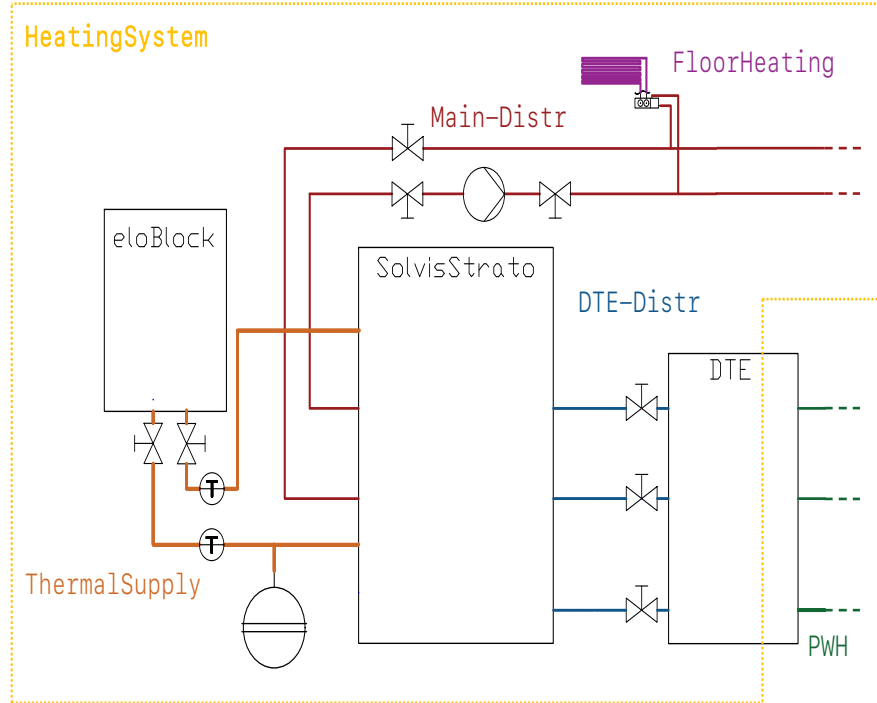 HeatingSystem
FloorHeating
Main-Distr
eloBlock
SolvisStrato
DTE-Distr
DTE
T
T
ThermalSupply
PWH